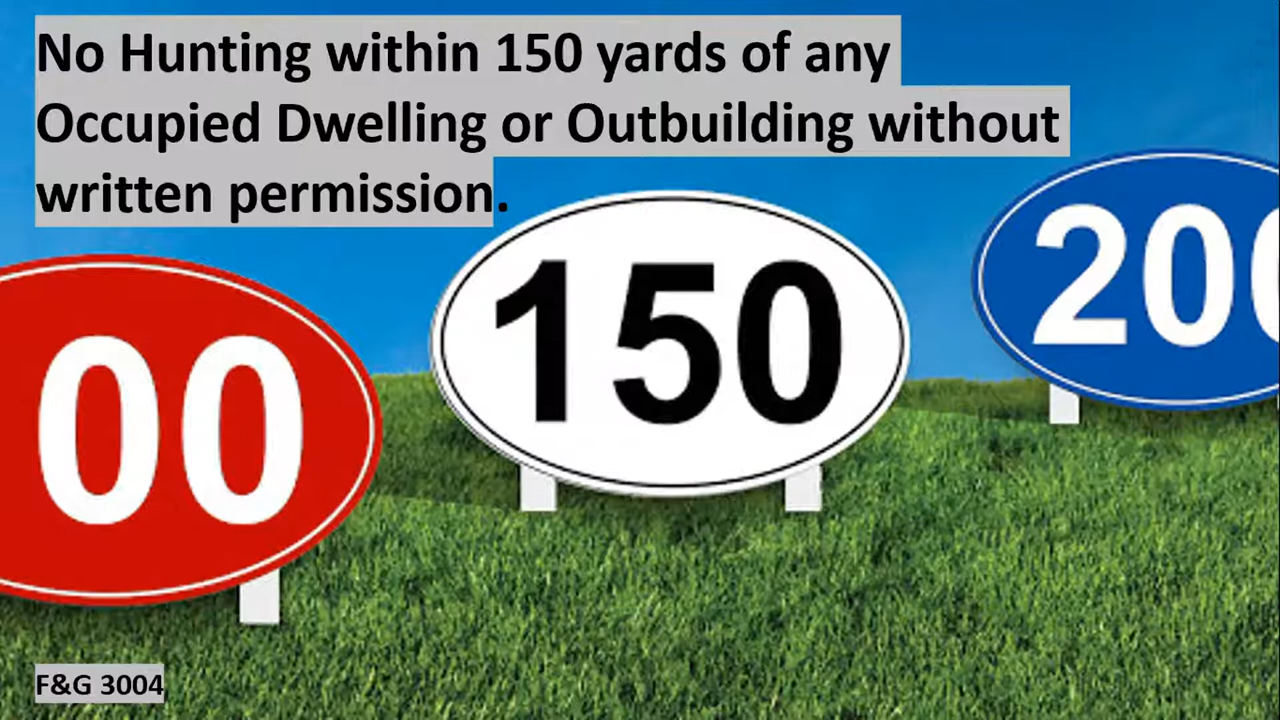 No Hunting within 150 yards of any
Occupied Dwelling or Outbuilding without
written permission.
00
150
200
F&G 3004